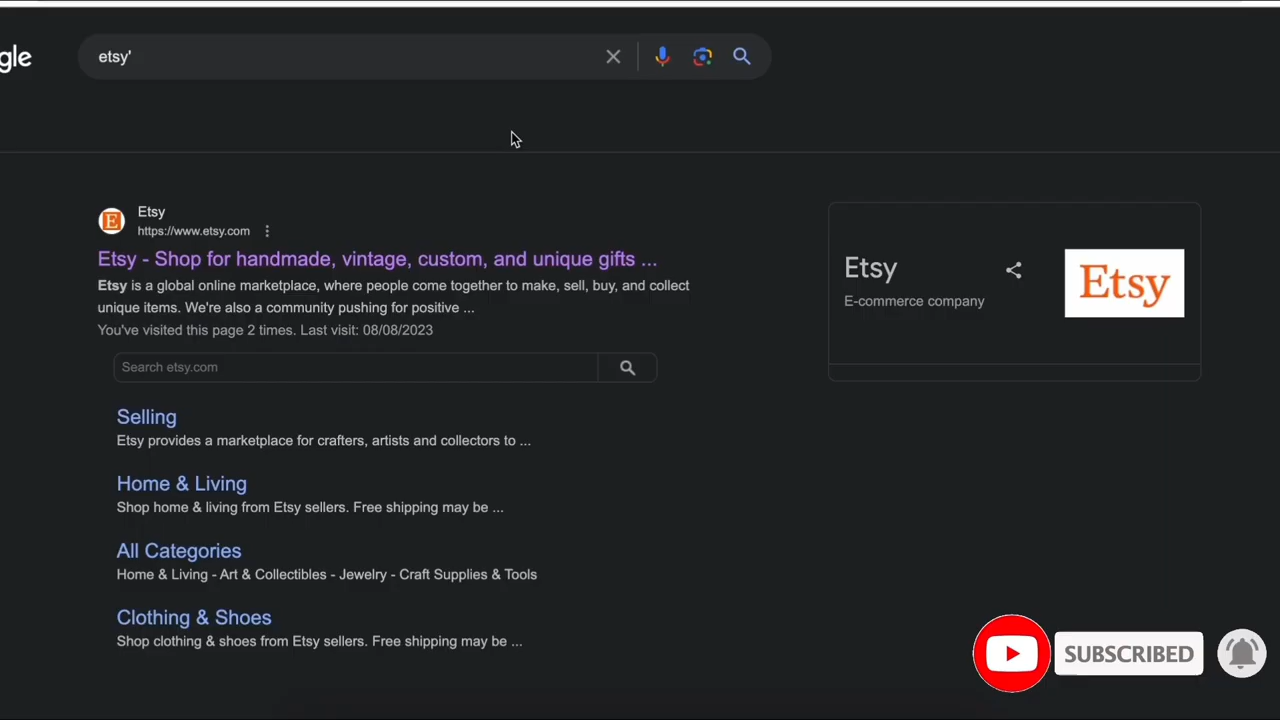 gle
etsy'
Etsy
https://www.etsy.com
Etsy - Shop for handmade, vintage, custom, and unique gifts ...
Etsy is a global online marketplace, where people come together to make, sell, buy, and collect
unique items. We're also a community pushing for positive ...
You've visited this page 2 times. Last visit: 08/08/2023
Search etsy.com
Selling
Etsy provides a marketplace for crafters, artists and collectors to ...
Home & Living
Shop home & living from Etsy sellers. Free shipping may be ...
All Categories
Home & Living - Art & Collectibles - Jewelry - Craft Supplies & Tools
Clothing & Shoes
Shop clothing & shoes from Etsy sellers. Free shipping may be ...
Etsy
E-commerce company
Etsy
E
SUBSCRIBED